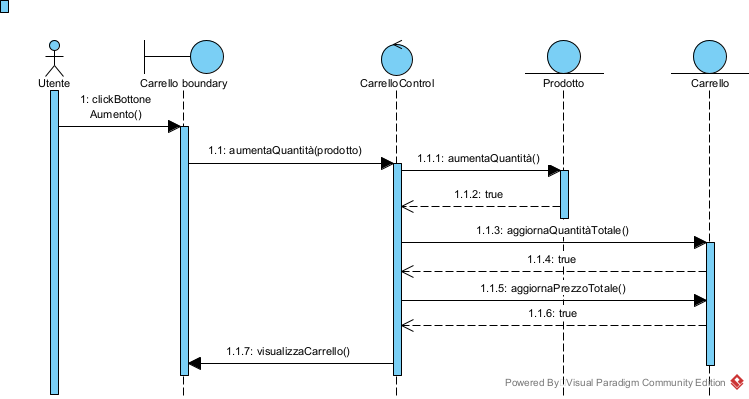 Utente
Carrello boundary
CarrelloControl
Prodotto
Carrello
1: clickBottone
Aumento()
1.1: aumentaQuantità(prodotto)
1.1.1: aumentaQuantità()
1.1.2: true
1.1.3: aggiornaQuantitàTotale()
1.1.4: true
1.1.5: aggiornaPrezzoTotale()
1.1.6: true
1.1.7: visualizzaCarrello()
Powered By Visual Paradigm Community Edition